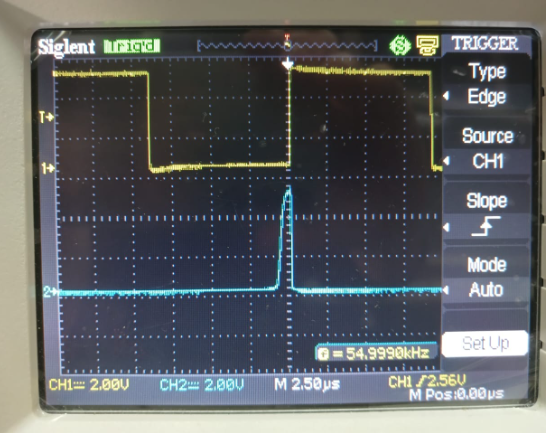 Siglent Trig'd TRIGGER
Type
Edge
Source
CH1
Slope
Mode
Auto
Set Up
T
1
2
f = 54.9990kHz
CH1 2.00V CH2 2.00V M 2.50µs CH1 2.56V
M Pos:0.00µs